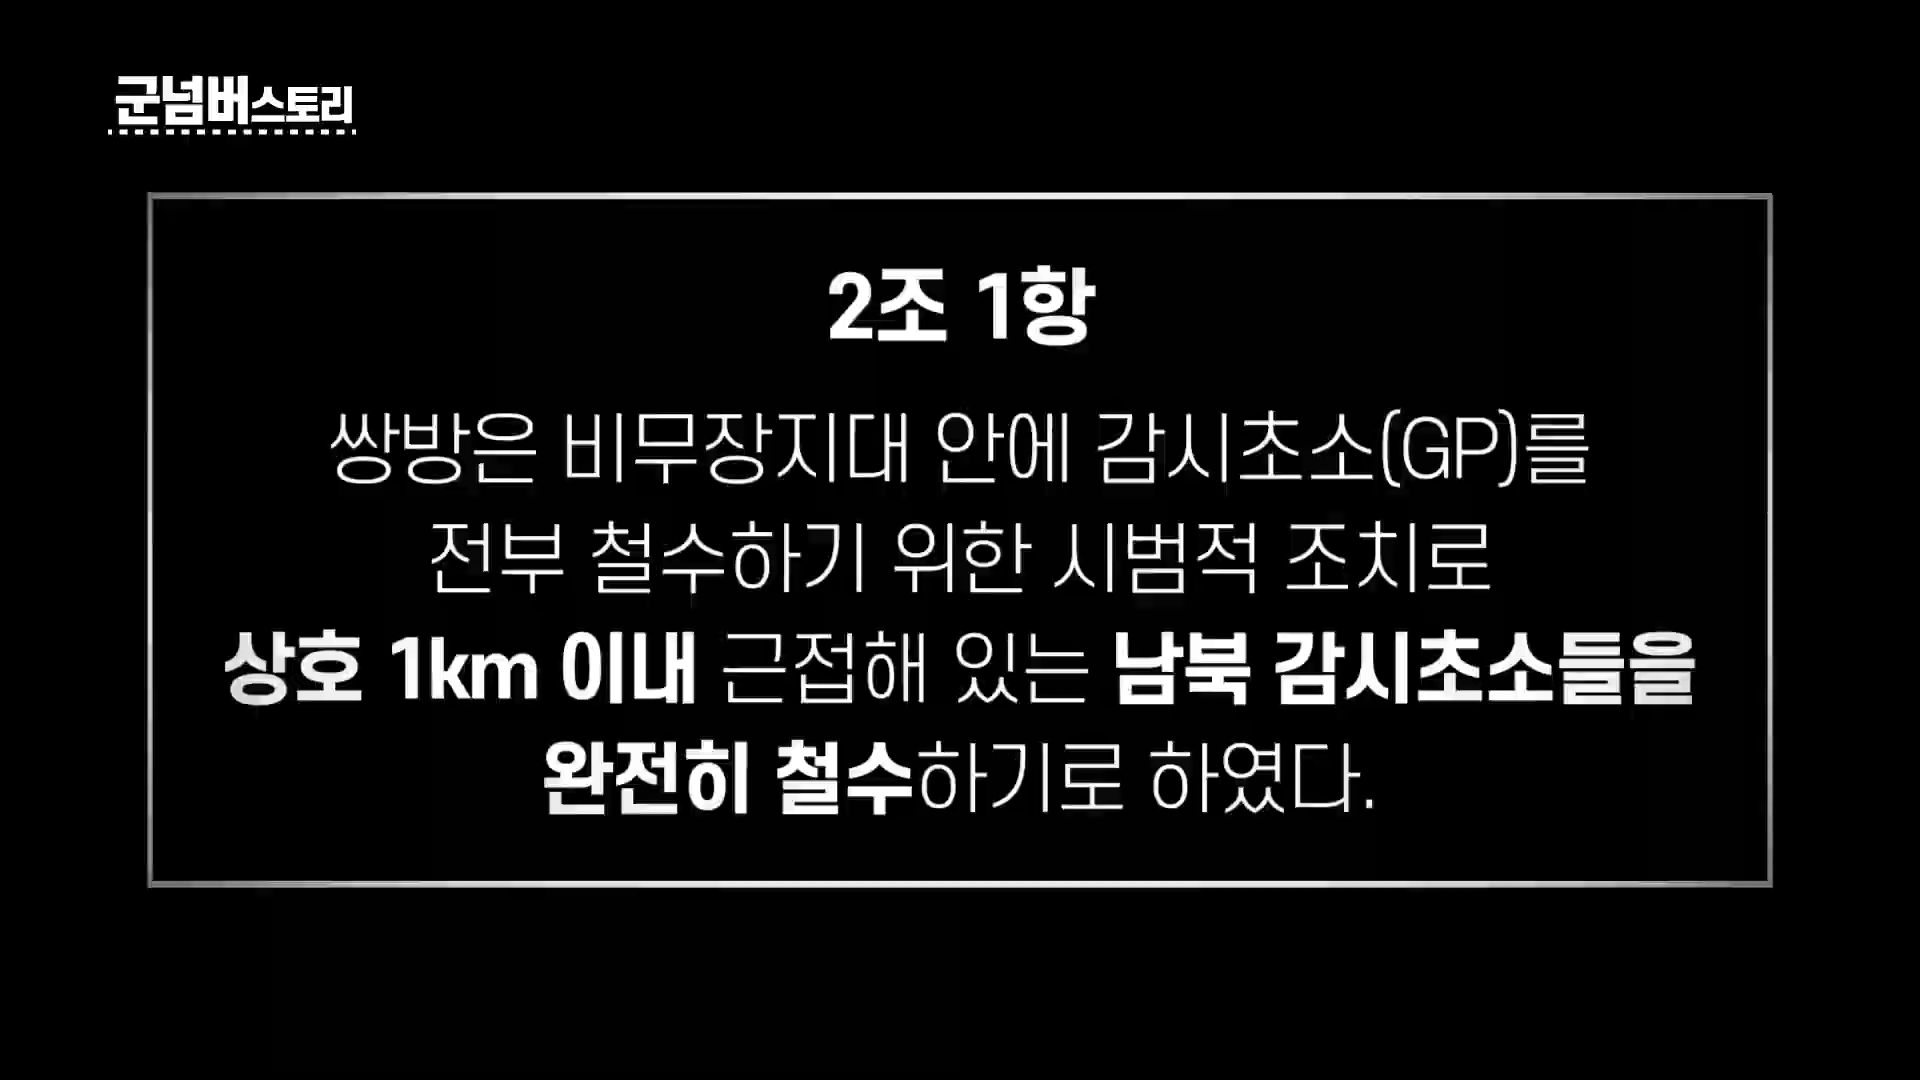 군넘버스토리
2조 1항
쌍방은 비무장지대 안에 감시초소(GP)를
전부 철수하기 위한 시범적 조치로
상호 1km 이내 근접해 있는 남북 감시초소들을
완전히 철수하기로 하였다.